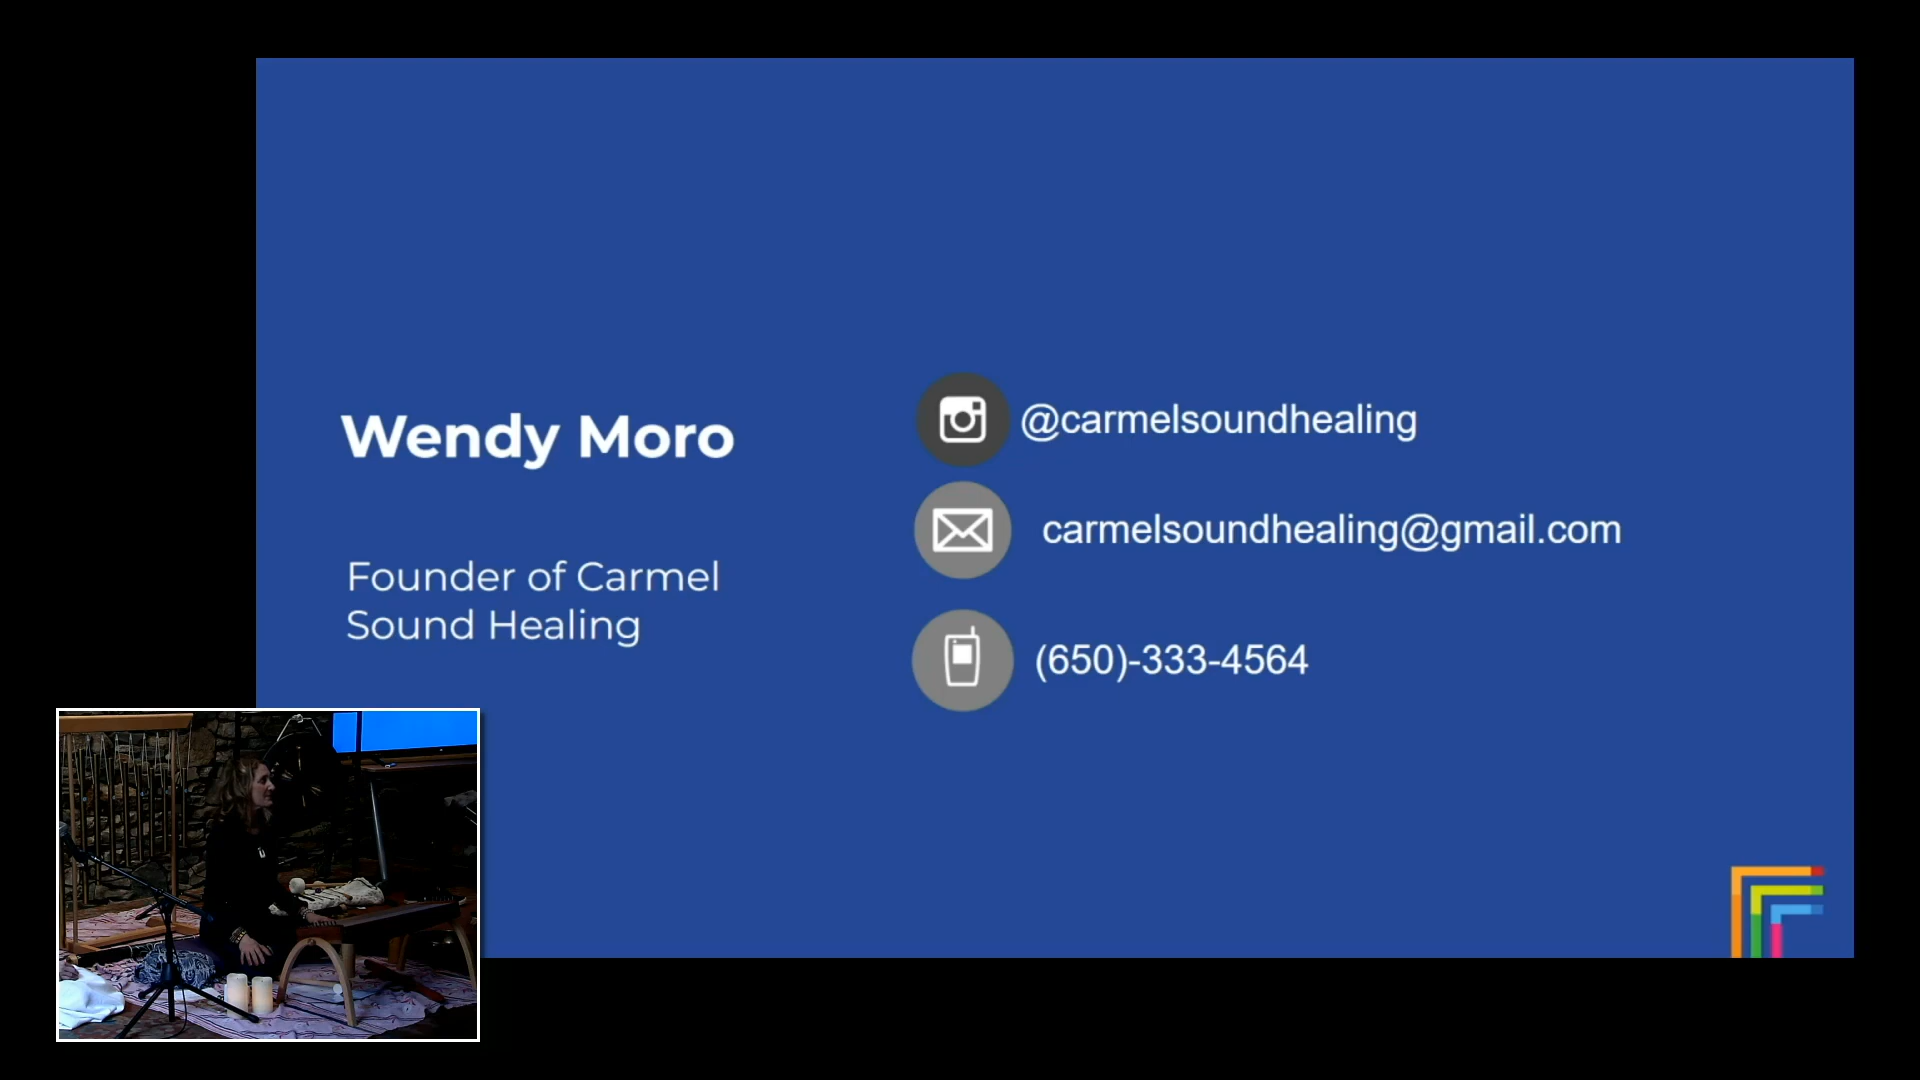 Wendy Moro
Founder of Carmel
Sound Healing
@carmelsoundhealing
carmelsoundhealing@gmail.com
(650)-333-4564